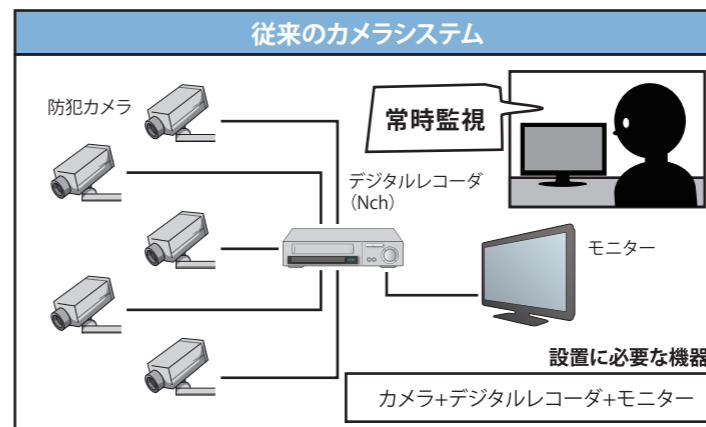 従来のカメラシステム
防犯カメラ
常時監視
デジタルレコーダ
（Nch）
モニター
設置に必要な機器
カメラ+デジタルレコーダ+モニター